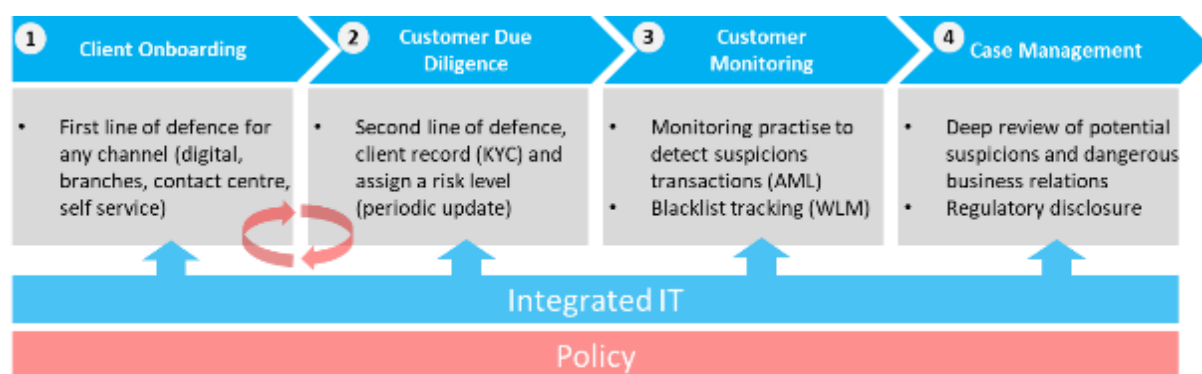 1
Client Onboarding
2
Customer Due
Diligence
3
Customer
Monitoring
4
Case Management
• First line of defence for
any channel (digital,
branches, contact centre,
self service)
• Second line of defence,
client record (KYC) and
assign a risk level
(periodic update)
• Monitoring practise to
detect suspicions
transactions (AML)
• Blacklist tracking (WLM)
• Deep review of potential
suspicions and dangerous
business relations
• Regulatory disclosure
Integrated IT
Policy